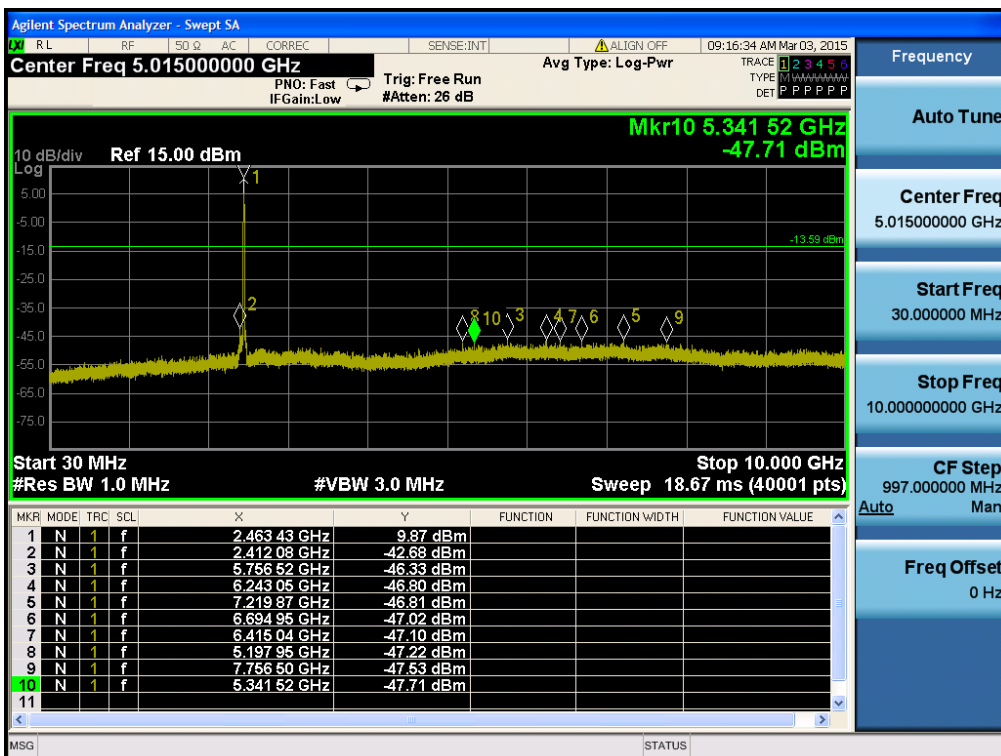 Agilent Spectrum Analyzer - Swept SA
LXI RL RF 50 Ω AC CORREC SENSE:INT ALIGN OFF 09:16:34 AM Mar 03, 2015
Center Freq 5.015000000 GHz
PNO: Fast
IFGain:Low
Trig: Free Run
#Atten: 26 dB
Avg Type: Log-Pwr
TRACE 1 2 3 4 5 6
TYPE M
DET P P P P P P
Mkr10 5.341 52 GHz
-47.71 dBm
10 dB/div Ref 15.00 dBm
Log
5.00
-5.00
-15.0
-25.0
-35.0
-45.0
-55.0
-65.0
-75.0
-13.59 dBm
1
2
8 10 3 4 7 6 5 9
Start 30 MHz Stop 10.000 GHz
#Res BW 1.0 MHz #VBW 3.0 MHz Sweep 18.67 ms (40001 pts)
MKR MODE TRC SCL X Y FUNCTION FUNCTION WIDTH FUNCTION VALUE
1 N 1 f 2.463 43 GHz 9.87 dBm
2 N 1 f 2.412 08 GHz -42.68 dBm
3 N 1 f 5.756 52 GHz -46.33 dBm
4 N 1 f 6.243 05 GHz -46.80 dBm
5 N 1 f 7.219 87 GHz -46.81 dBm
6 N 1 f 6.694 95 GHz -47.02 dBm
7 N 1 f 6.415 04 GHz -47.10 dBm
8 N 1 f 5.197 95 GHz -47.22 dBm
9 N 1 f 7.756 50 GHz -47.53 dBm
10 N 1 f 5.341 52 GHz -47.71 dBm
11
MSG STATUS
Frequency
Auto Tune
Center Freq
5.015000000 GHz
Start Freq
30.000000 MHz
Stop Freq
10.000000000 GHz
CF Step
997.000000 MHz
Auto Man
Freq Offset
0 Hz